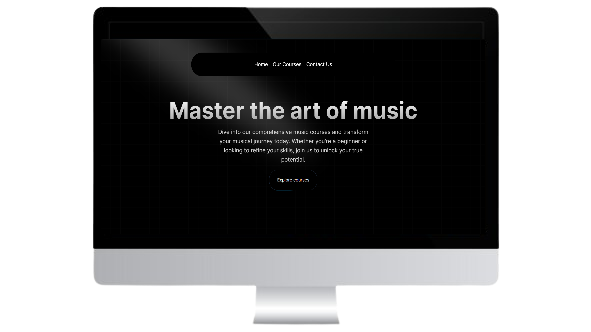 Home Our Courses Contact Us
Master the art of music
Dive into our comprehensive music courses and transform
your musical journey today. Whether you're a beginner or
looking to refine your skills, join us to unlock your true
potential.
Explore courses